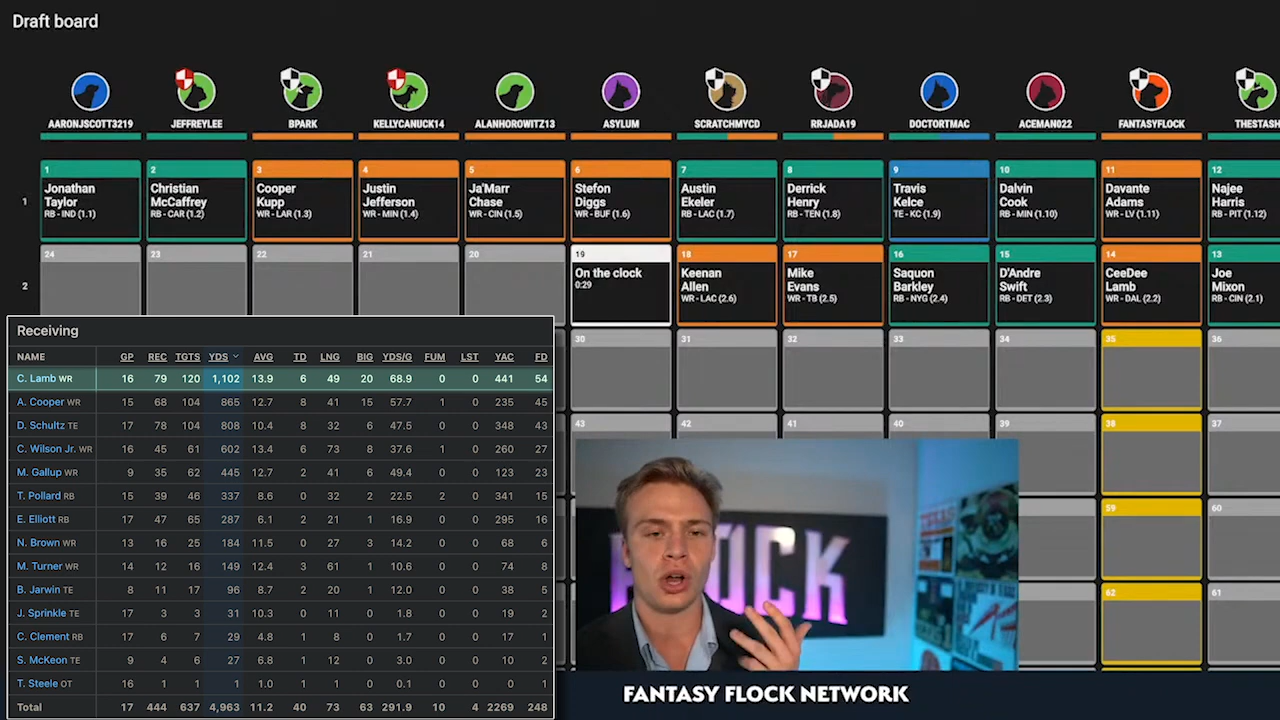 Draft board
AARONJSCOTT3219 JEFFREYLEE BPARK KELLYCANUCK14 ALANHOROWITZ13 ASYLUM SCRATCHMYCD RRJADA19 DOCTORTMAC ACEMAN022 FANTASYFLOCK THESTASH
1 2 3 4 5 6 7 8 9 10 11 12
1
Jonathan Christian Cooper Justin Ja'Marr Stefon Austin Derrick Travis Dalvin Davante Najee
Taylor McCaffrey Kupp Jefferson Chase Diggs Ekeler Henry Kelce Cook Adams Harris
RB - IND (1.1) RB - CAR (1.2) WR - LAR (1.3) WR - MIN (1.4) WR - CIN (1.5) WR - BUF (1.6) RB - LAC (1.7) RB - TEN (1.8) TE - KC (1.9) RB - MIN (1.10) WR - LV (1.11) RB - PIT (1.12)
24 23 22 21 20 19 18 17 16 15 14 13
2
On the clock Keenan Mike Saquon D'Andre CeeDee Joe
0:29 Allen Evans Barkley Swift Lamb Mixon
WR - LAC (2.6) WR - TB (2.5) RB - NYG (2.4) RB - DET (2.3) WR - DAL (2.2) RB - CIN (2.1)
30 31 32 33 34 35 36
43 42 41 40 39 38 37
59 60
62 61
Receiving
NAME GP REC TGTS YDS AVG TD LNG BIG YDS/G FUM LST YAC FD
C. Lamb WR 16 79 120 1,102 13.9 6 49 20 68.9 0 0 441 54
A. Cooper WR 15 68 104 865 12.7 8 41 15 57.7 1 0 235 45
D. Schultz TE 17 78 104 808 10.4 8 32 6 47.5 0 0 348 43
C. Wilson Jr. WR 16 45 61 602 13.4 6 73 8 37.6 1 0 260 27
M. Gallup WR 9 35 62 445 12.7 2 41 6 49.4 0 0 123 23
T. Pollard RB 15 39 46 337 8.6 0 32 2 22.5 2 0 341 15
E. Elliott RB 17 47 65 287 6.1 2 21 1 16.9 0 0 295 16
N. Brown WR 13 16 25 184 11.5 0 27 3 14.2 0 0 68 6
M. Turner WR 14 12 16 149 12.4 3 61 1 10.6 0 0 74 8
B. Jarwin TE 8 11 17 96 8.7 2 20 1 12.0 0 0 38 5
J. Sprinkle TE 17 3 3 31 10.3 0 11 0 1.8 0 0 19 2
C. Clement RB 17 6 7 29 4.8 1 8 0 1.7 0 0 17 1
S. McKeon TE 9 4 6 27 6.8 1 12 0 3.0 0 0 10 2
T. Steele OT 16 1 1 1 1.0 1 1 0 0.1 0 0 0 1
Total 17 444 637 4,963 11.2 40 73 63 291.9 10 4 2269 248
FLOCK
FANTASY FLOCK NETWORK